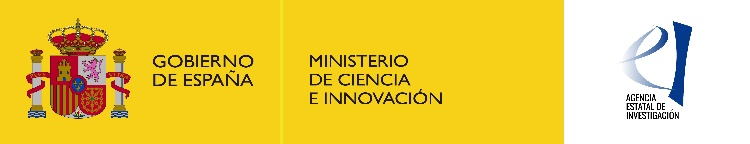 GOBIERNO
DE ESPAÑA
MINISTERIO
DE CIENCIA
E INNOVACIÓN
AGENCIA
ESTATAL DE
INVESTIGACIÓN